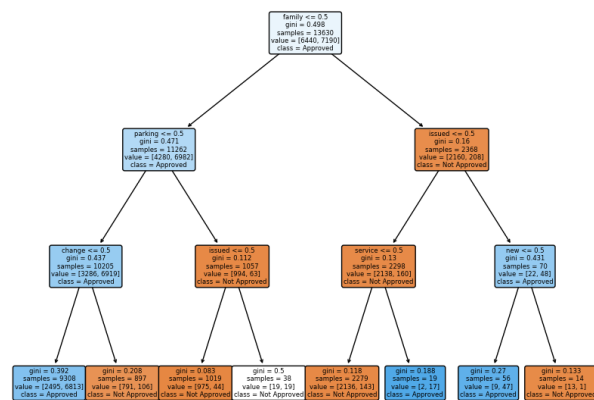 family <= 0.5
gini = 0.498
samples = 13630
value = [6440, 7190]
class = Approved
parking <= 0.5
gini = 0.471
samples = 11262
value = [4280, 6982]
class = Approved
issued <= 0.5
gini = 0.16
samples = 2368
value = [2160, 208]
class = Not Approved
change <= 0.5
gini = 0.437
samples = 10205
value = [3286, 6919]
class = Approved
issued <= 0.5
gini = 0.112
samples = 1057
value = [994, 63]
class = Not Approved
service <= 0.5
gini = 0.13
samples = 2298
value = [2138, 160]
class = Not Approved
new <= 0.5
gini = 0.431
samples = 70
value = [22, 48]
class = Approved
gini = 0.392
samples = 9308
value = [2495, 6813]
class = Approved
gini = 0.208
samples = 897
value = [791, 106]
class = Not Approved
gini = 0.083
samples = 1019
value = [975, 44]
class = Not Approved
gini = 0.5
samples = 38
value = [19, 19]
class = Not Approved
gini = 0.118
samples = 2279
value = [2136, 143]
class = Not Approved
gini = 0.188
samples = 19
value = [2, 17]
class = Approved
gini = 0.27
samples = 56
value = [9, 47]
class = Approved
gini = 0.133
samples = 14
value = [13, 1]
class = Not Approved